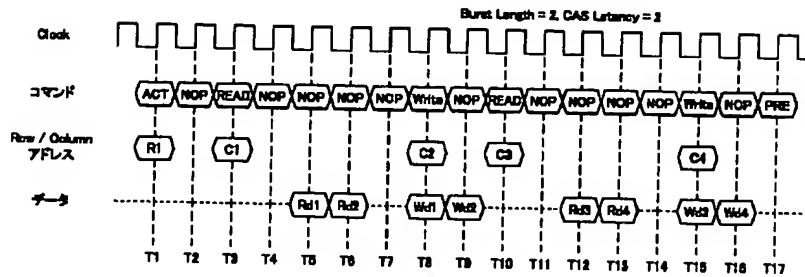 Burst Length = 2, CAS Latency = 2
Clock
コマンド ACT NOP READ NOP NOP NOP NOP Write NOP READ NOP NOP NOP NOP Write NOP PRE
Row / Column
アドレス R1 C1 C2 C3 C4
データ Rd1 Rd2 Wd1 Wd2 Rd3 Rd4 Wd3 Wd4
T1 T2 T3 T4 T5 T6 T7 T8 T9 T10 T11 T12 T13 T14 T15 T16 T17